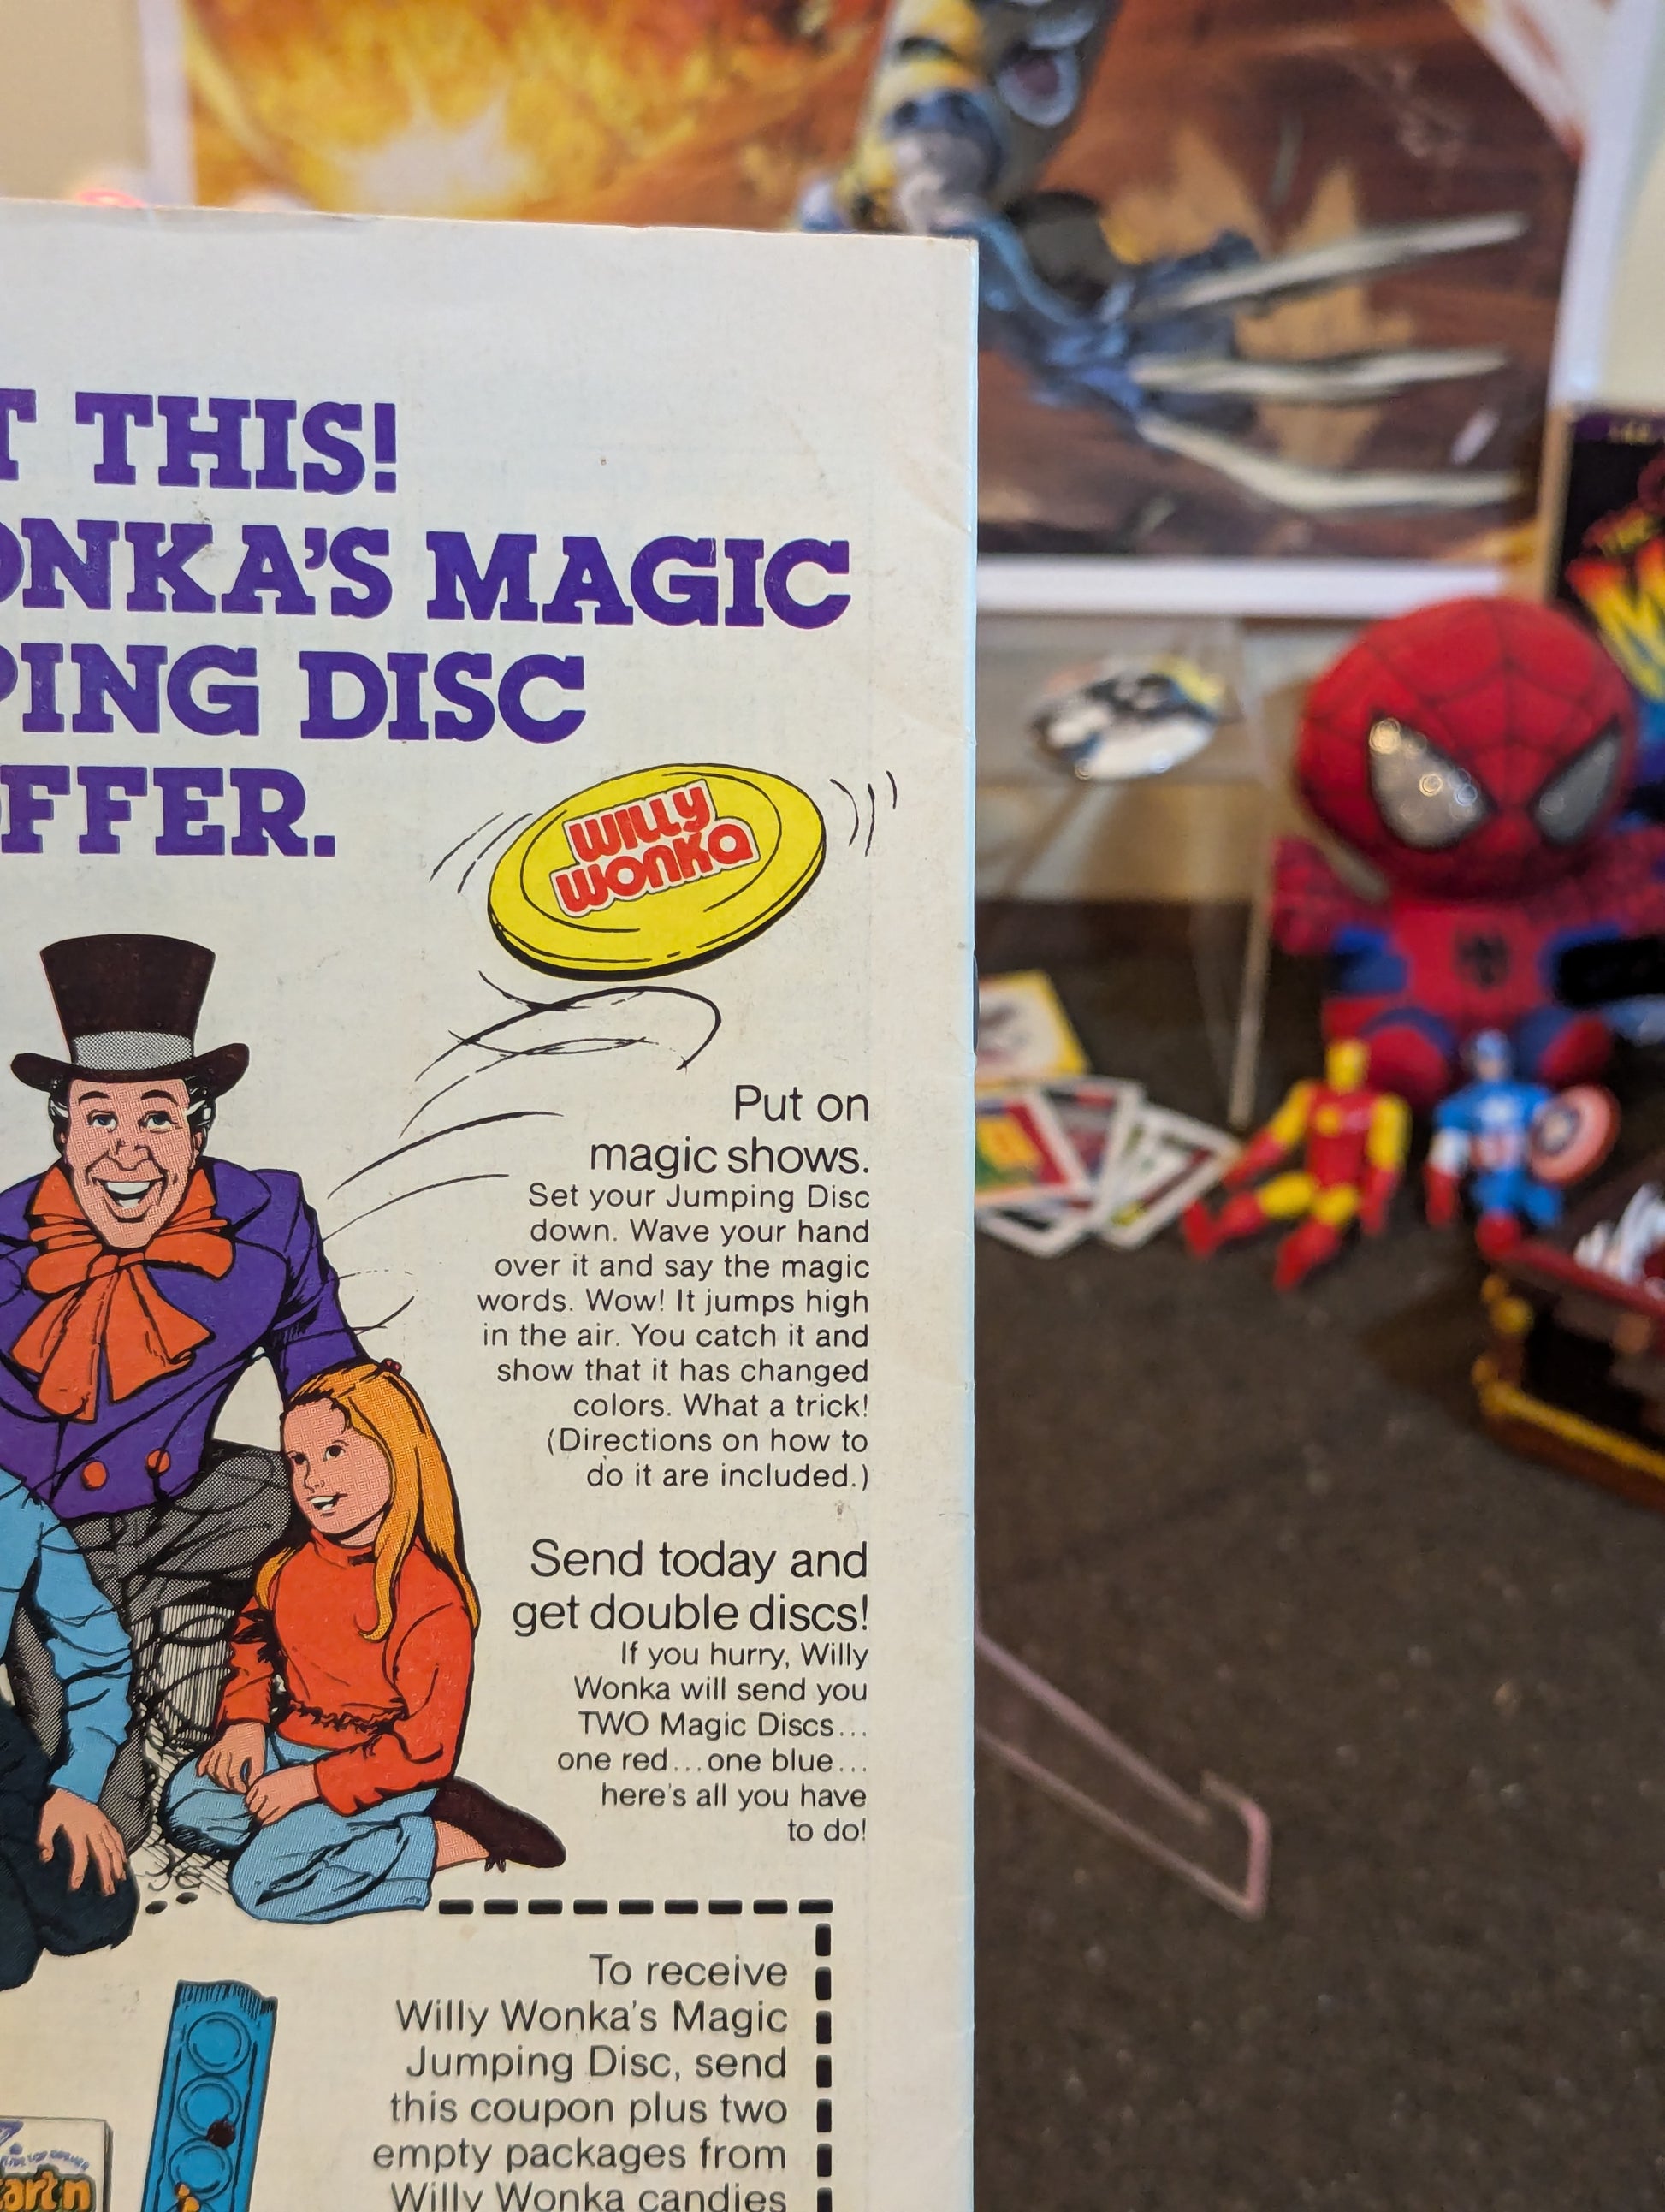 T THIS!
ONKA'S MAGIC
PING DISC
OFFER.
WILLY
WONKA
Put on
magic shows.
Set your Jumping Disc
down. Wave your hand
over it and say the magic
words. Wow! It jumps high
in the air. You catch it and
show that it has changed
colors. What a trick!
(Directions on how to
do it are included.)
Send today and
get double discs!
If you hurry, Willy
Wonka will send you
TWO Magic Discs...
one red...one blue...
here's all you have
to do!
To receive
Willy Wonka's Magic
Jumping Disc, send
this coupon plus two
empty packages from
Willy Wonka candies